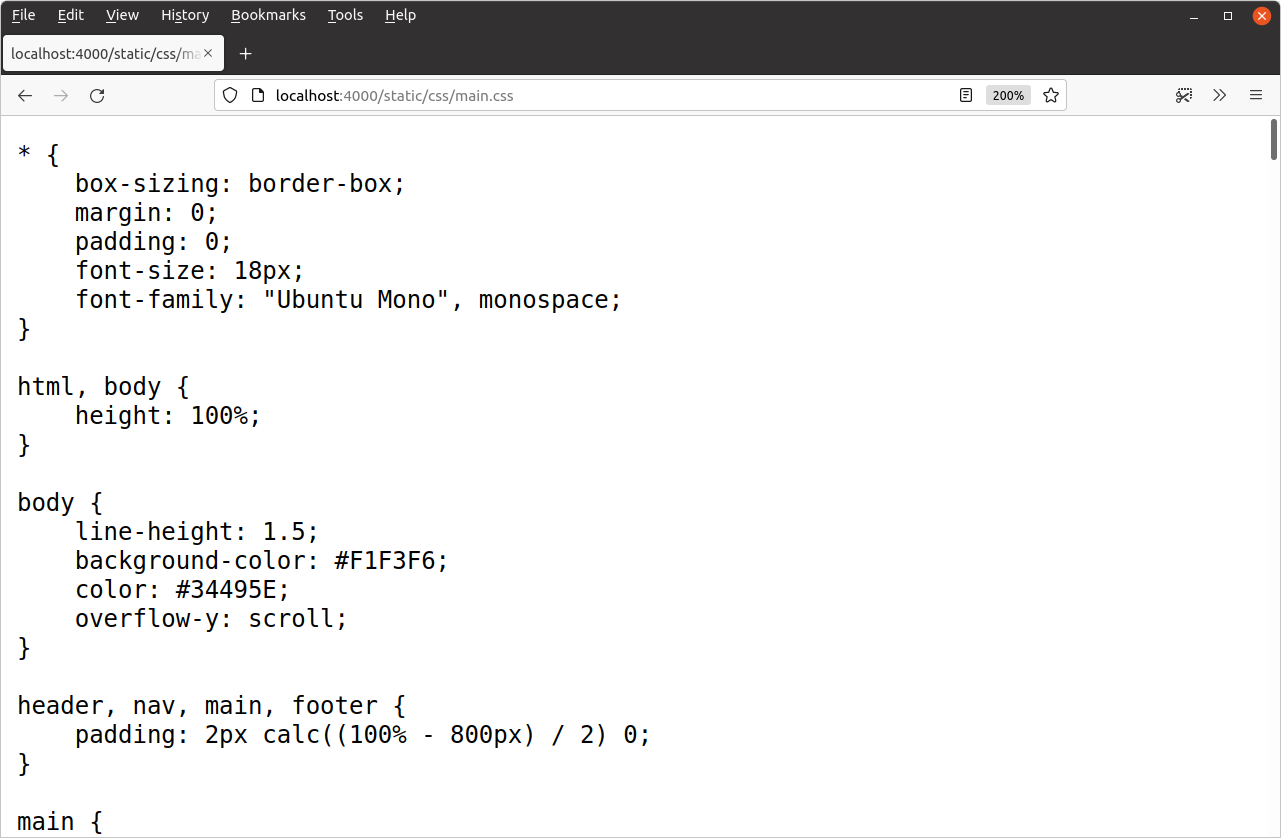 File Edit View History Bookmarks Tools Help
localhost:4000/static/css/ma
localhost:4000/static/css/main.css 200%
* {
    box-sizing: border-box;
    margin: 0;
    padding: 0;
    font-size: 18px;
    font-family: "Ubuntu Mono", monospace;
}
html, body {
    height: 100%;
}
body {
    line-height: 1.5;
    background-color: #F1F3F6;
    color: #34495E;
    overflow-y: scroll;
}
header, nav, main, footer {
    padding: 2px calc((100% - 800px) / 2) 0;
}
main {